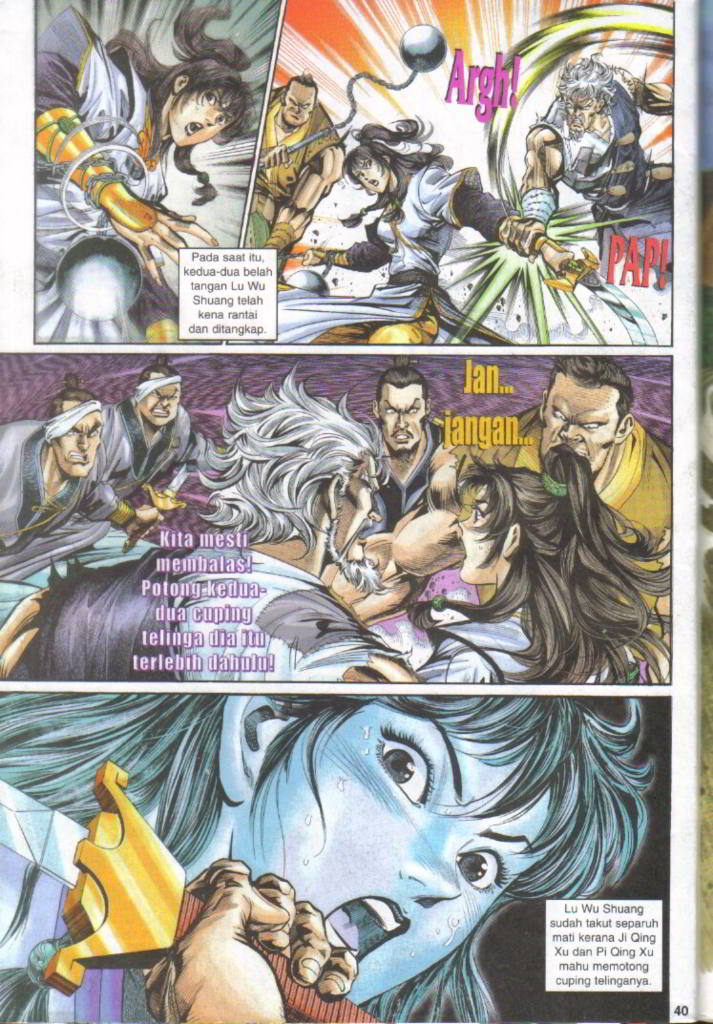 Argh!
Pada saat itu,
kedua-dua belah
tangan Lu Wu
Shuang telah
kena rantai
dan ditangkap.
PAP!
Jan...
jangan...
Kita mesti
membalas!
Potong kedua-
dua cuping
telinga dia itu
terlebih dahulu!
Lu Wu Shuang
sudah takut separuh
mati kerana Ji Qing
Xu dan Pi Qing Xu
mahu memotong
cuping telinganya.
40